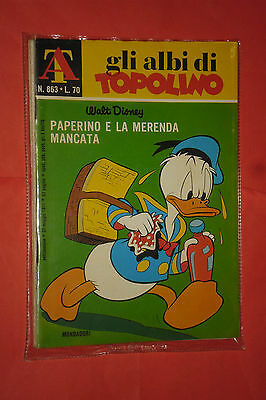 A
N. 863 - L. 70
gli albi di
TOPOLINO
Walt Disney
PAPERINO E LA MERENDA
MANCATA
MONDADORI